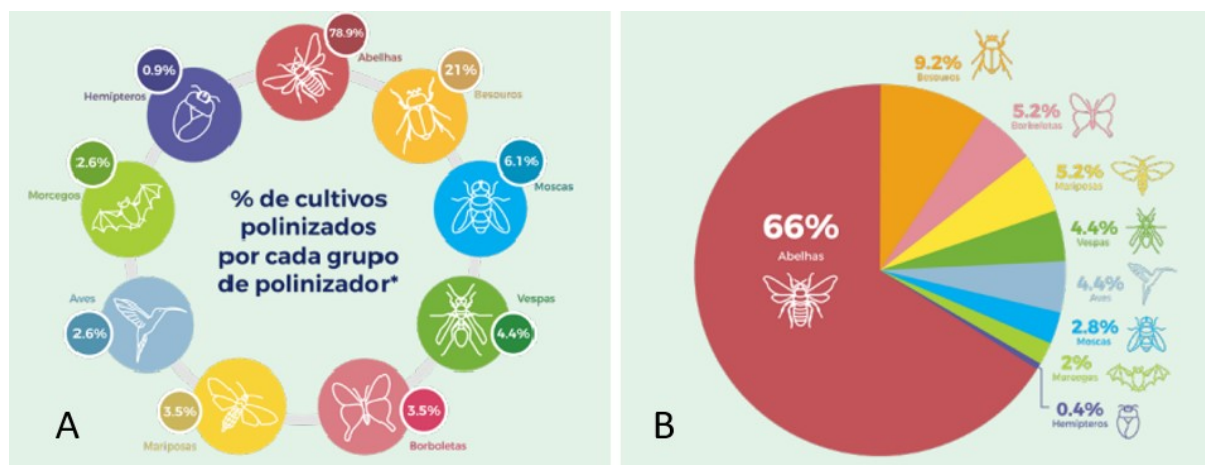 78.9%
Abelhas
21%
Besouros
6.1%
Moscas
Vespas
4.4%
3.5%
Borboletas
3.5%
Mariposas
Aves
2.6%
2.6%
Morcegos
0.9%
Hemípteros
% de cultivos
polinizados
por cada grupo
de polinizador*
A
9.2%
Besouros
5.2%
Borboletas
5.2%
Mariposas
4.4%
Vespas
4.4%
Aves
2.8%
Moscas
2%
Morcegos
0.4%
Hemípteros
66%
Abelhas
B